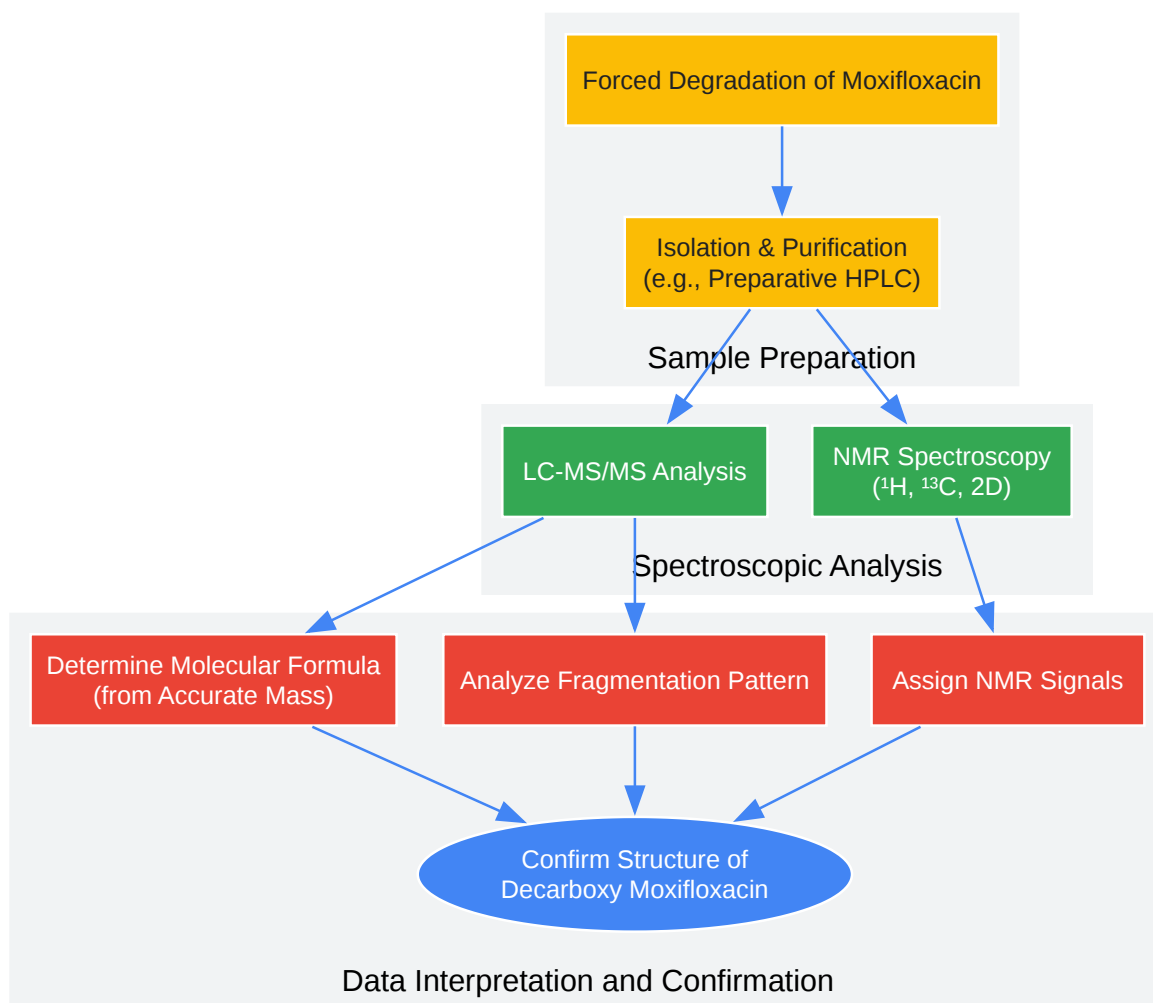 Forced Degradation of Moxifloxacin
Isolation & Purification
(e.g., Preparative HPLC)
Sample Preparation
LC-MS/MS Analysis
NMR Spectroscopy
(¹H, ¹³C, 2D)
Spectroscopic Analysis
Determine Molecular Formula
(from Accurate Mass)
Analyze Fragmentation Pattern
Assign NMR Signals
Confirm Structure of
Decarboxy Moxifloxacin
Data Interpretation and Confirmation